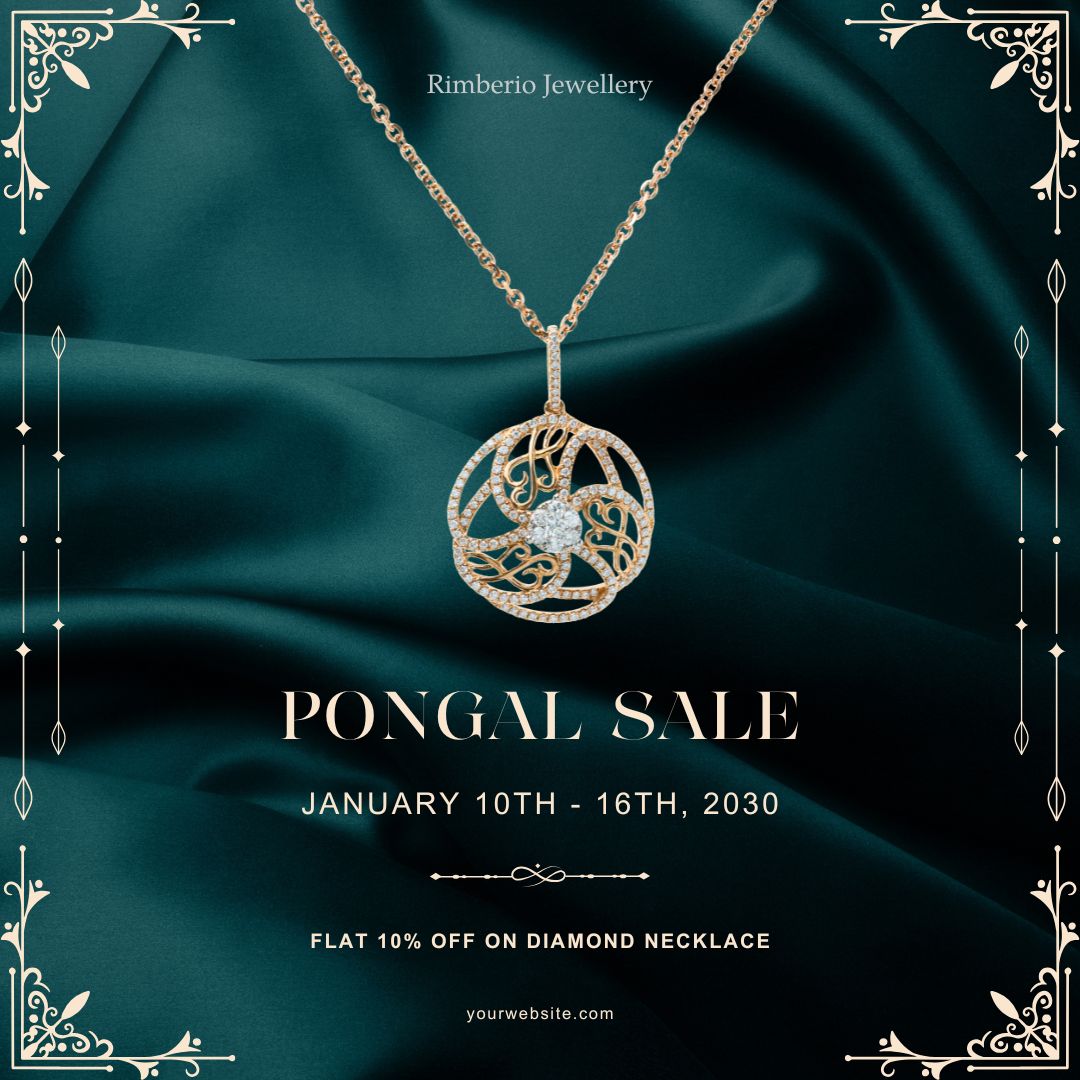 Rimberio Jewellery
PONGAL SALE
JANUARY 10TH - 16TH, 2030
FLAT 10% OFF ON DIAMOND NECKLACE
yourwebsite.com